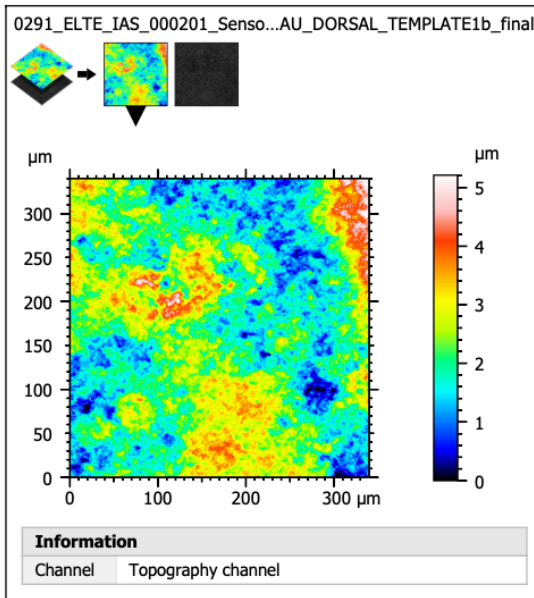 0291_ELTE_IAS_000201_Senso...AU_DORSAL_TEMPLATE1b_final
µm
µm
300
250
200
150
100
50
0
0
100
200
300 µm
5
4
3
2
1
0
Information
Channel Topography channel